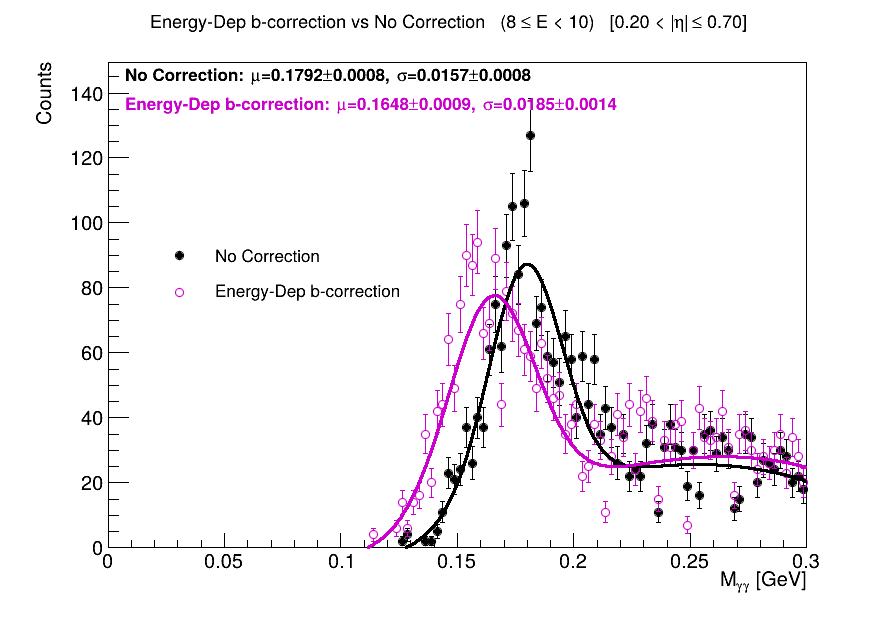 Energy-Dep b-correction vs No Correction (8 ≤ E < 10) [0.20 < |η| ≤ 0.70]
Counts
No Correction: μ=0.1792±0.0008, σ=0.0157±0.0008
Energy-Dep b-correction: μ=0.1648±0.0009, σ=0.0185±0.0014
No Correction
Energy-Dep b-correction
140
120
100
80
60
40
20
0
0 0.05 0.1 0.15 0.2 0.25 0.3
Mγγ [GeV]